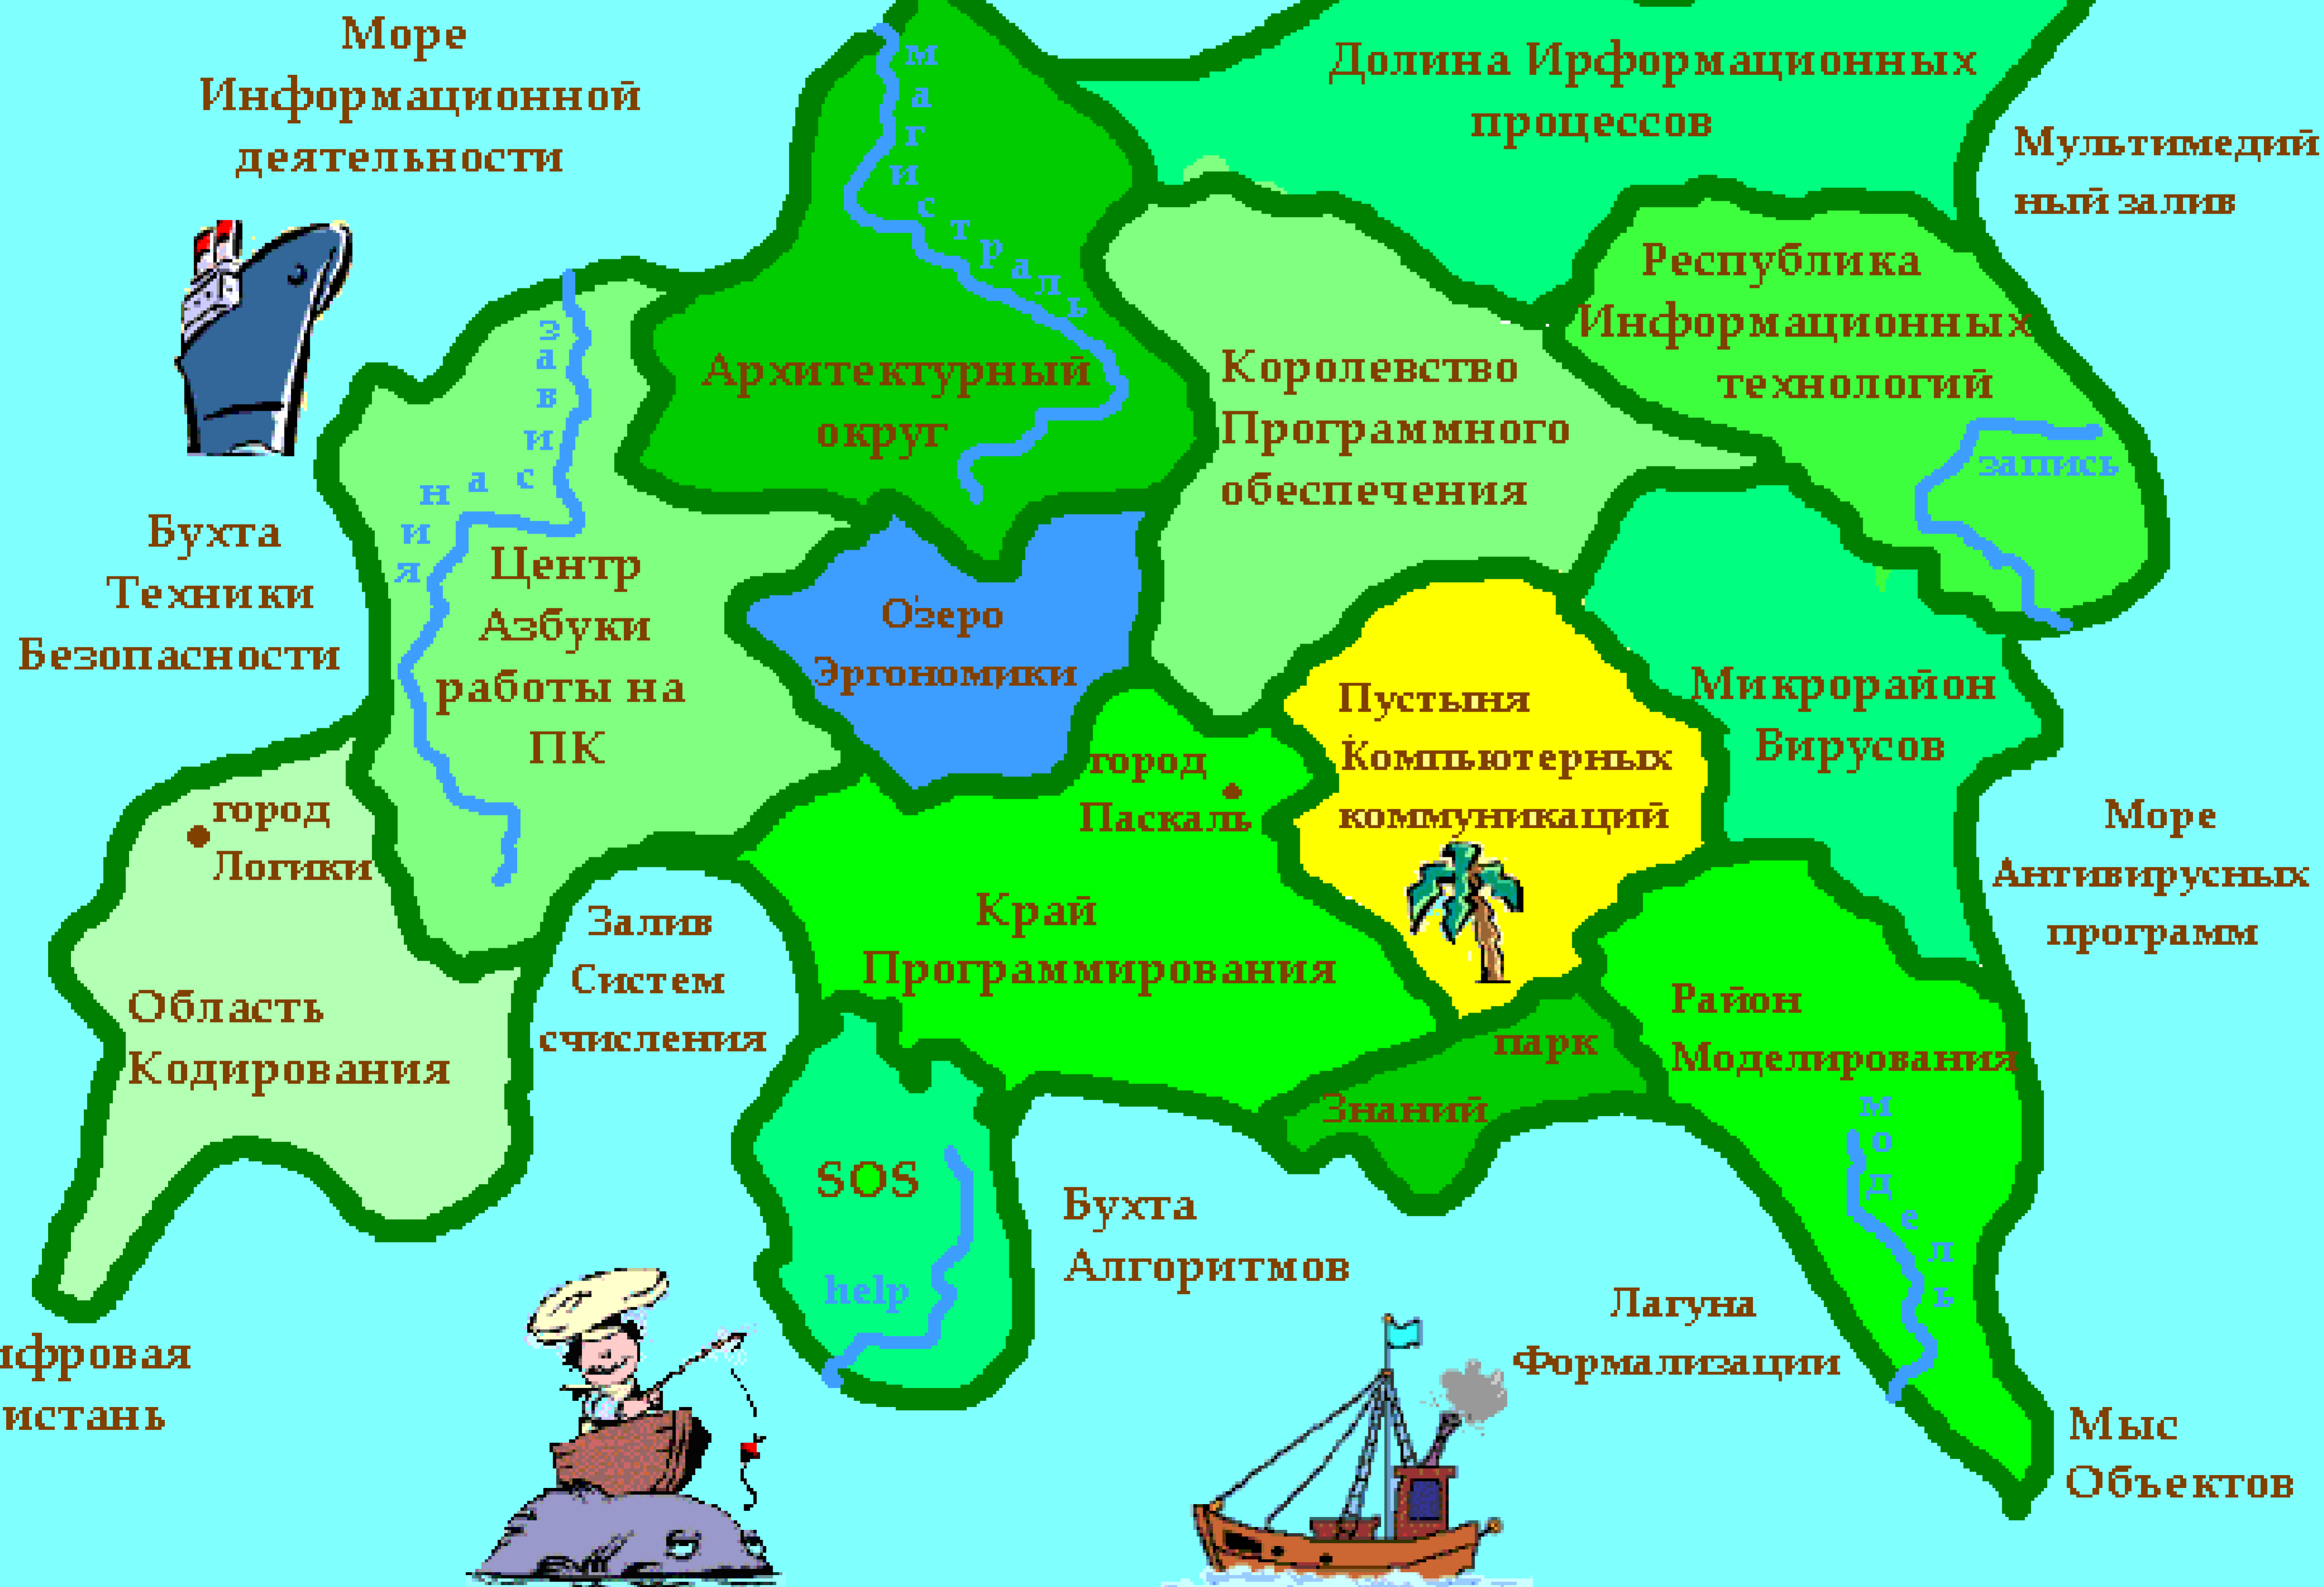 Море
Информационной
деятельности
магистраль
Долина Ирформационных
процессов
Мультимедий
ный залив
Республика
Информационных
технологий
запись
Архитектурный
округ
Королевство
Программного
обеспечения
зависания
Бухта
Техники
Безопасности
Центр
Азбуки
работы на
ПК
Озеро
Эргономики
Пустыня
Компьютерных
коммуникаций
Микрорайон
Вирусов
город
Паскаль
город
Логики
Море
Антивирусных
программ
Край
Программирования
Залив
Систем
счисления
Область
Кодирования
Район
Моделирования
модель
парк
Знаний
SOS
help
Бухта
Алгоритмов
Лагуна
Формализации
ифровая
истань
Мыс
Объектов